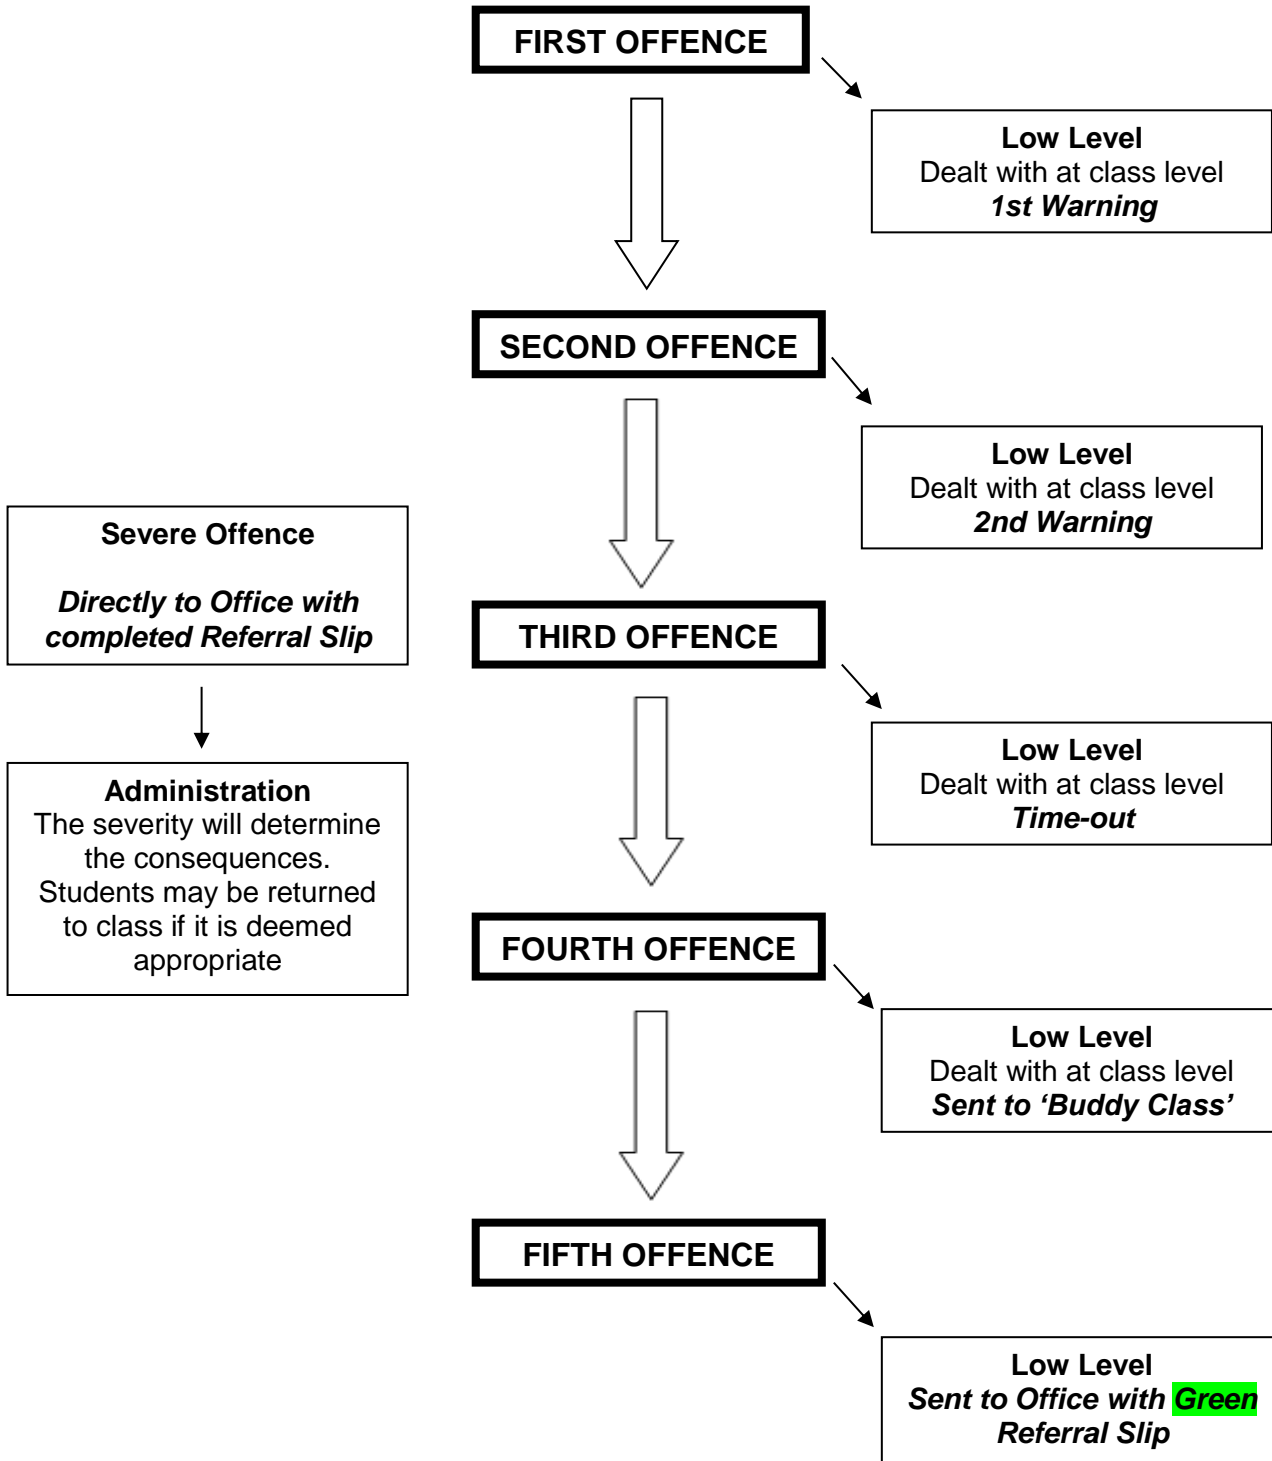 FIRST OFFENCE
Low Level
Dealt with at class level
1st Warning
SECOND OFFENCE
Low Level
Dealt with at class level
2nd Warning
Severe Offence
Directly to Office with
completed Referral Slip
THIRD OFFENCE
Low Level
Dealt with at class level
Time-out
Administration
The severity will determine
the consequences.
Students may be returned
to class if it is deemed
appropriate
FOURTH OFFENCE
Low Level
Dealt with at class level
Sent to ‘Buddy Class’
FIFTH OFFENCE
Low Level
Sent to Office with Green
Referral Slip